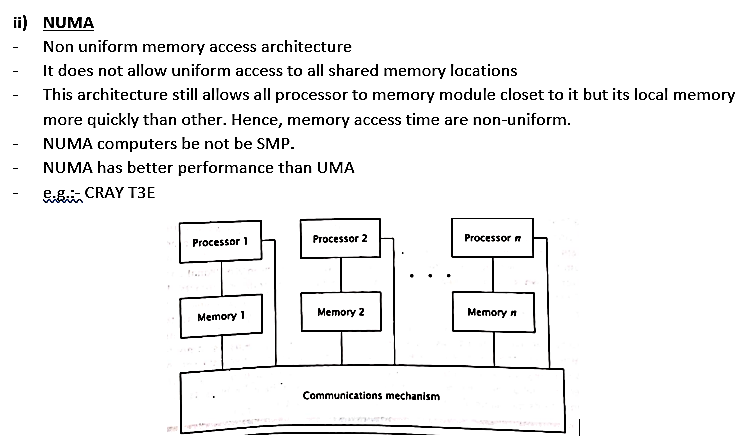 ii) NUMA
- Non uniform memory access architecture
- It does not allow uniform access to all shared memory locations
- This architecture still allows all processor to memory module closet to it but its local memory
more quickly than other. Hence, memory access time are non-uniform.
- NUMA computers be not be SMP.
- NUMA has better performance than UMA
- e.g.:- CRAY T3E
Processor 1
Processor 2
Processor n
. . .
Memory 1
Memory 2
Memory n
Communications mechanism